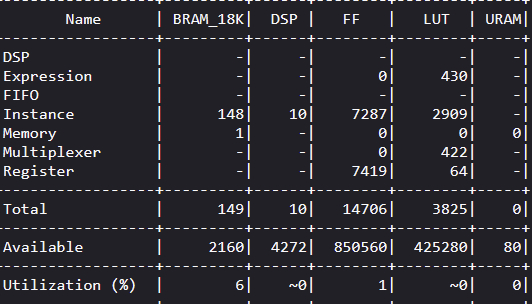 Name | BRAM_18K| DSP | FF | LUT | URAM|
DSP | -| -| -| -| -|
Expression | -| -| 0| 430| -|
FIFO | -| -| -| -| -|
Instance | 148| 10| 7287| 2909| -|
Memory | 1| -| 0| 0| 0|
Multiplexer | -| -| 0| 422| -|
Register | -| -| 7419| 64| -|
Total | 149| 10| 14706| 3825| 0|
Available | 2160| 4272| 850560| 425280| 80|
Utilization (%) | 6| ~0| 1| ~0| 0|